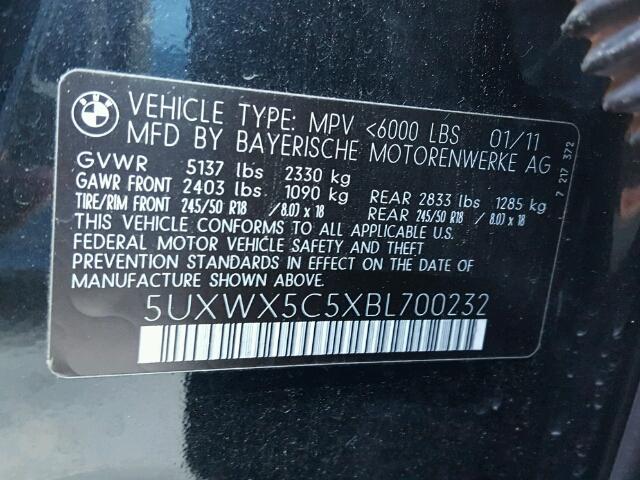 BMW
VEHICLE TYPE: MPV <6000 LBS 01/11
MFD BY BAYERISCHE MOTORENWERKE AG
GVWR 5137 lbs 2330 kg
GAWR FRONT 2403 lbs. 1090 kg REAR 2833 lbs 1285 kg
TIRE/RIM FRONT 245/50 R18 /8.0J x 18 REAR 245/50 R18 /8.0J x 18
THIS VEHICLE CONFORMS TO ALL APPLICABLE U.S.
FEDERAL MOTOR VEHICLE SAFETY AND THEFT
PREVENTION STANDARDS IN EFFECT ON THE DATE OF
MANUFACTURE SHOWN ABOVE.
5UXWX5C5XBL700232
7 217 372